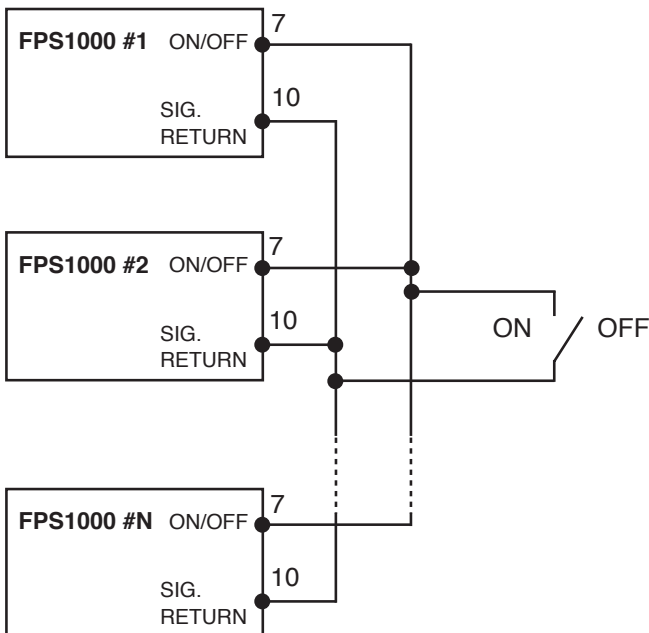 FPS1000 #1 ON/OFF 7
SIG. 10
RETURN
FPS1000 #2 ON/OFF 7
SIG. 10
RETURN
ON OFF
FPS1000 #N ON/OFF 7
SIG. 10
RETURN